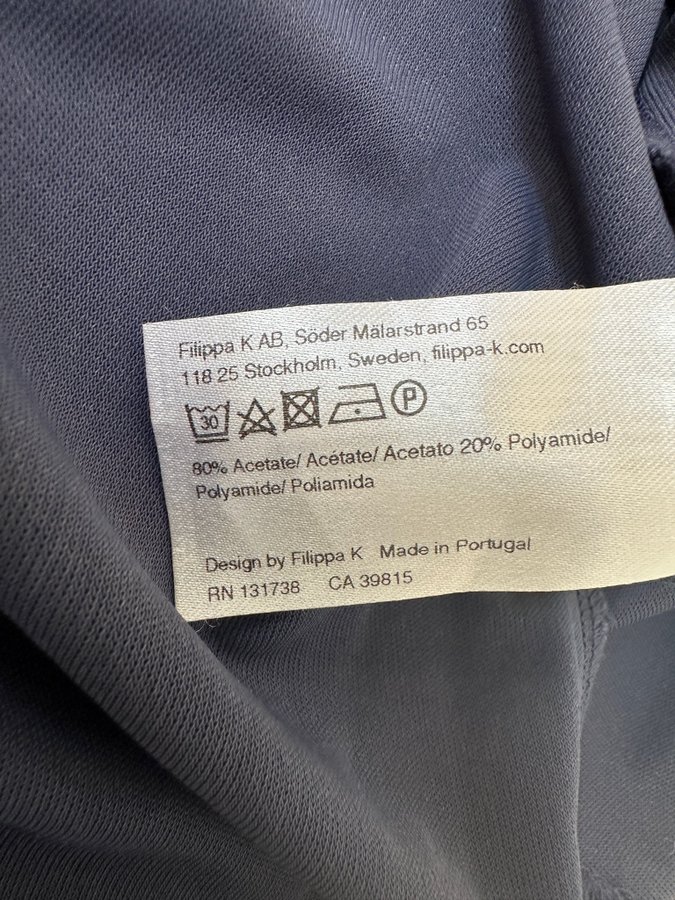 Filippa K AB, Söder Mälarstrand 65
118 25 Stockholm, Sweden, filippa-k.com
30 P
80% Acetate/ Acétate/ Acetato 20% Polyamide/
Polyamide/ Poliamida
Design by Filippa K Made in Portugal
RN 131738 CA 39815